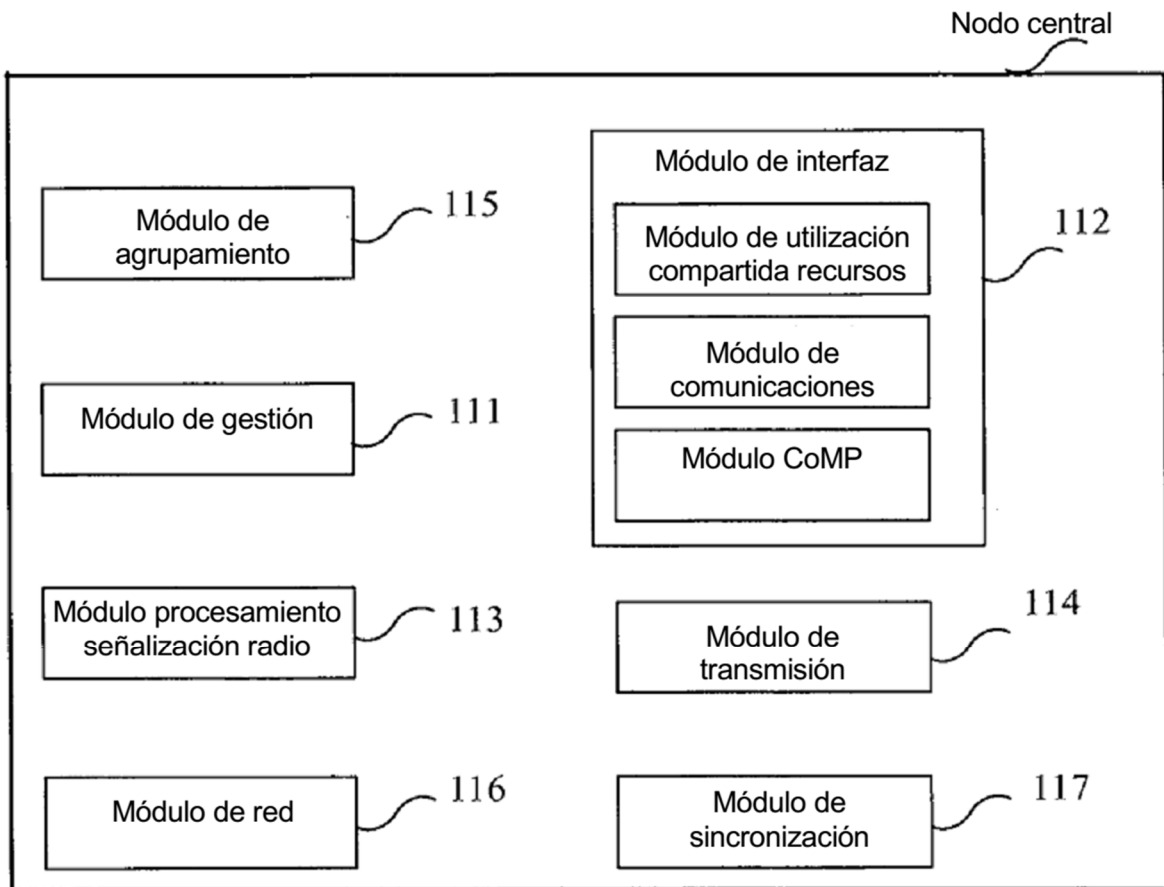 Nodo central
Módulo de
agrupamiento
115
Módulo de interfaz
Módulo de utilización
compartida recursos
112
Módulo de
comunicaciones
Módulo CoMP
Módulo de gestión
111
Módulo procesamiento
señalización radio
113
Módulo de
transmisión
114
Módulo de red
116
Módulo de
sincronización
117